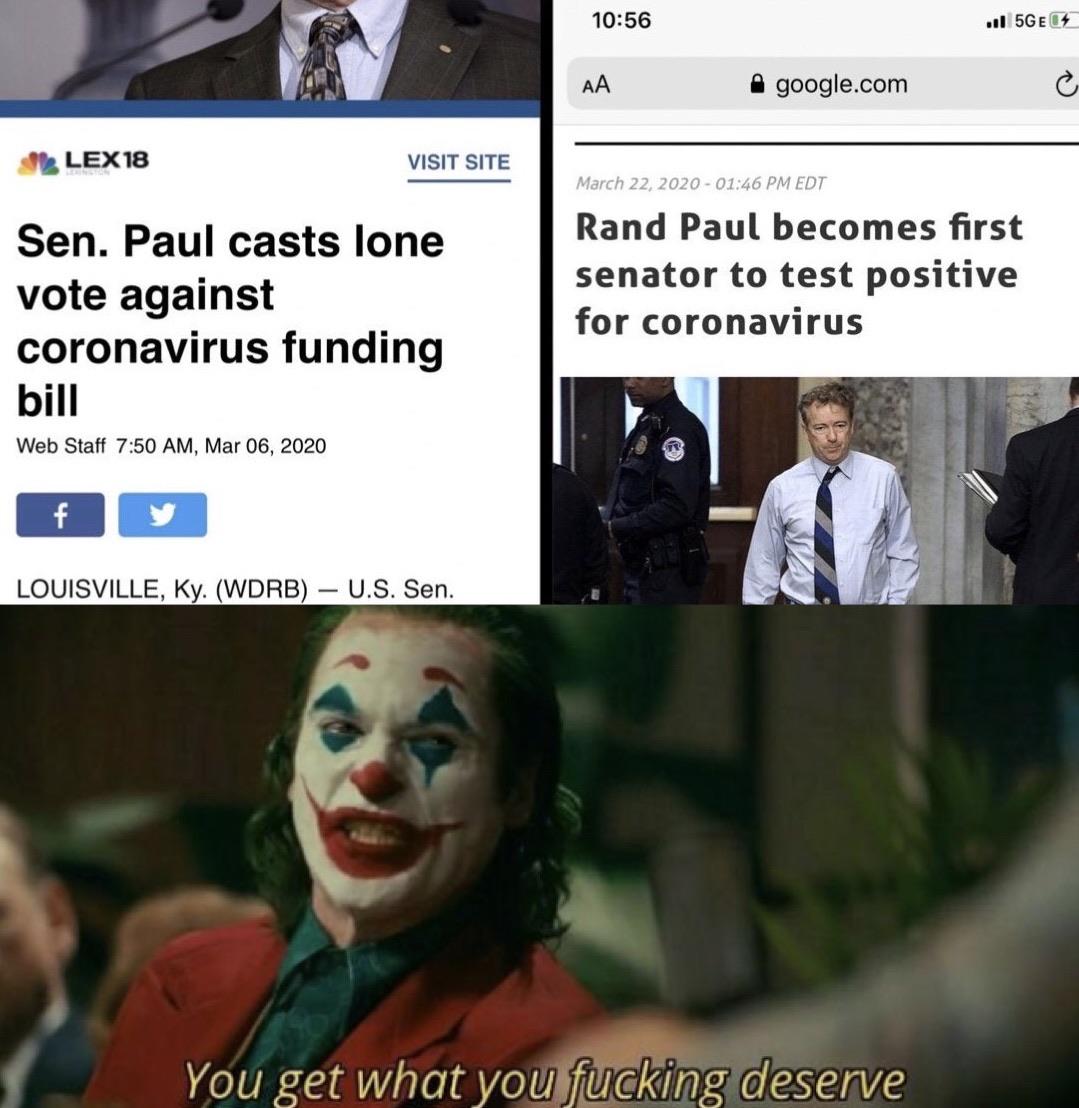 LEX18
LEXINGTON
VISIT SITE
Sen. Paul casts lone
vote against
coronavirus funding
bill
Web Staff 7:50 AM, Mar 06, 2020
f
LOUISVILLE, Ky. (WDRB) — U.S. Sen.
10:56
5GE
AA
google.com
March 22, 2020 - 01:46 PM EDT
Rand Paul becomes first
senator to test positive
for coronavirus
You get what you fucking deserve